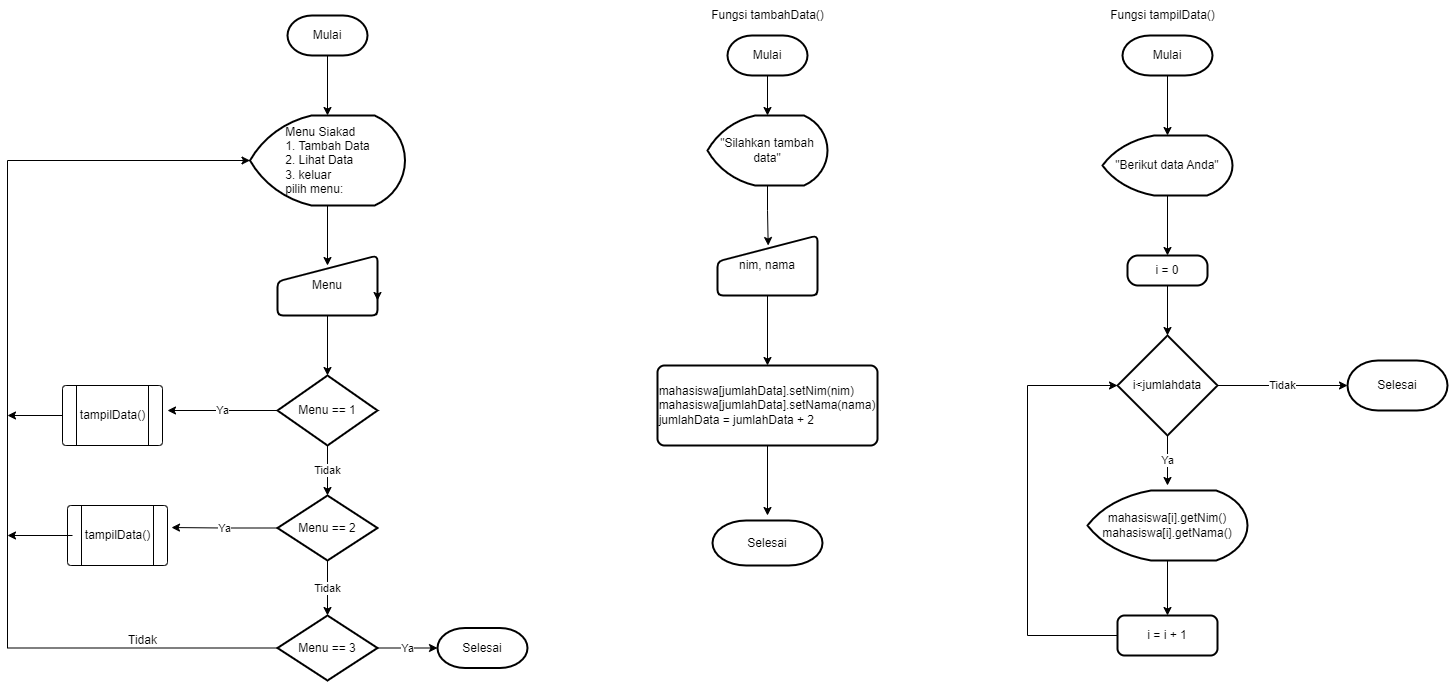 Mulai
Menu Siakad
1. Tambah Data
2. Lihat Data
3. keluar
pilih menu:
Menu
Menu == 1
Ya
tampilData()
Tidak
Menu == 2
Ya
tampilData()
Tidak
Menu == 3
Tidak
Ya
Selesai
Fungsi tambahData()
Mulai
"Silahkan tambah
data"
nim, nama
mahasiswa[jumlahData].setNim(nim)
mahasiswa[jumlahData].setNama(nama)
jumlahData = jumlahData + 2
Selesai
Fungsi tampilData()
Mulai
"Berikut data Anda"
i = 0
i<jumlahdata
Tidak
Selesai
Ya
mahasiswa[i].getNim()
mahasiswa[i].getNama()
i = i + 1